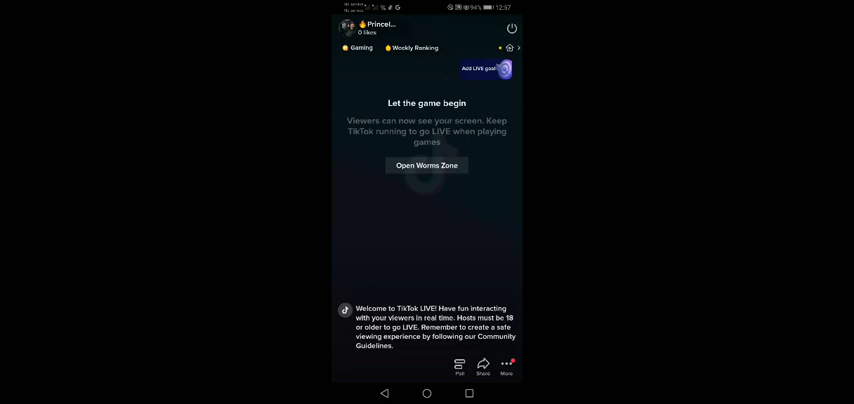 94% 12:57
🔥Princel...
0 likes
Gaming Weekly Ranking
Add LIVE goal
Let the game begin
Viewers can now see your screen. Keep
TikTok running to go LIVE when playing
games
Open Worms Zone
Welcome to TikTok LIVE! Have fun interacting
with your viewers in real time. Hosts must be 18
or older to go LIVE. Remember to create a safe
viewing experience by following our Community
Guidelines.
Poll Share More